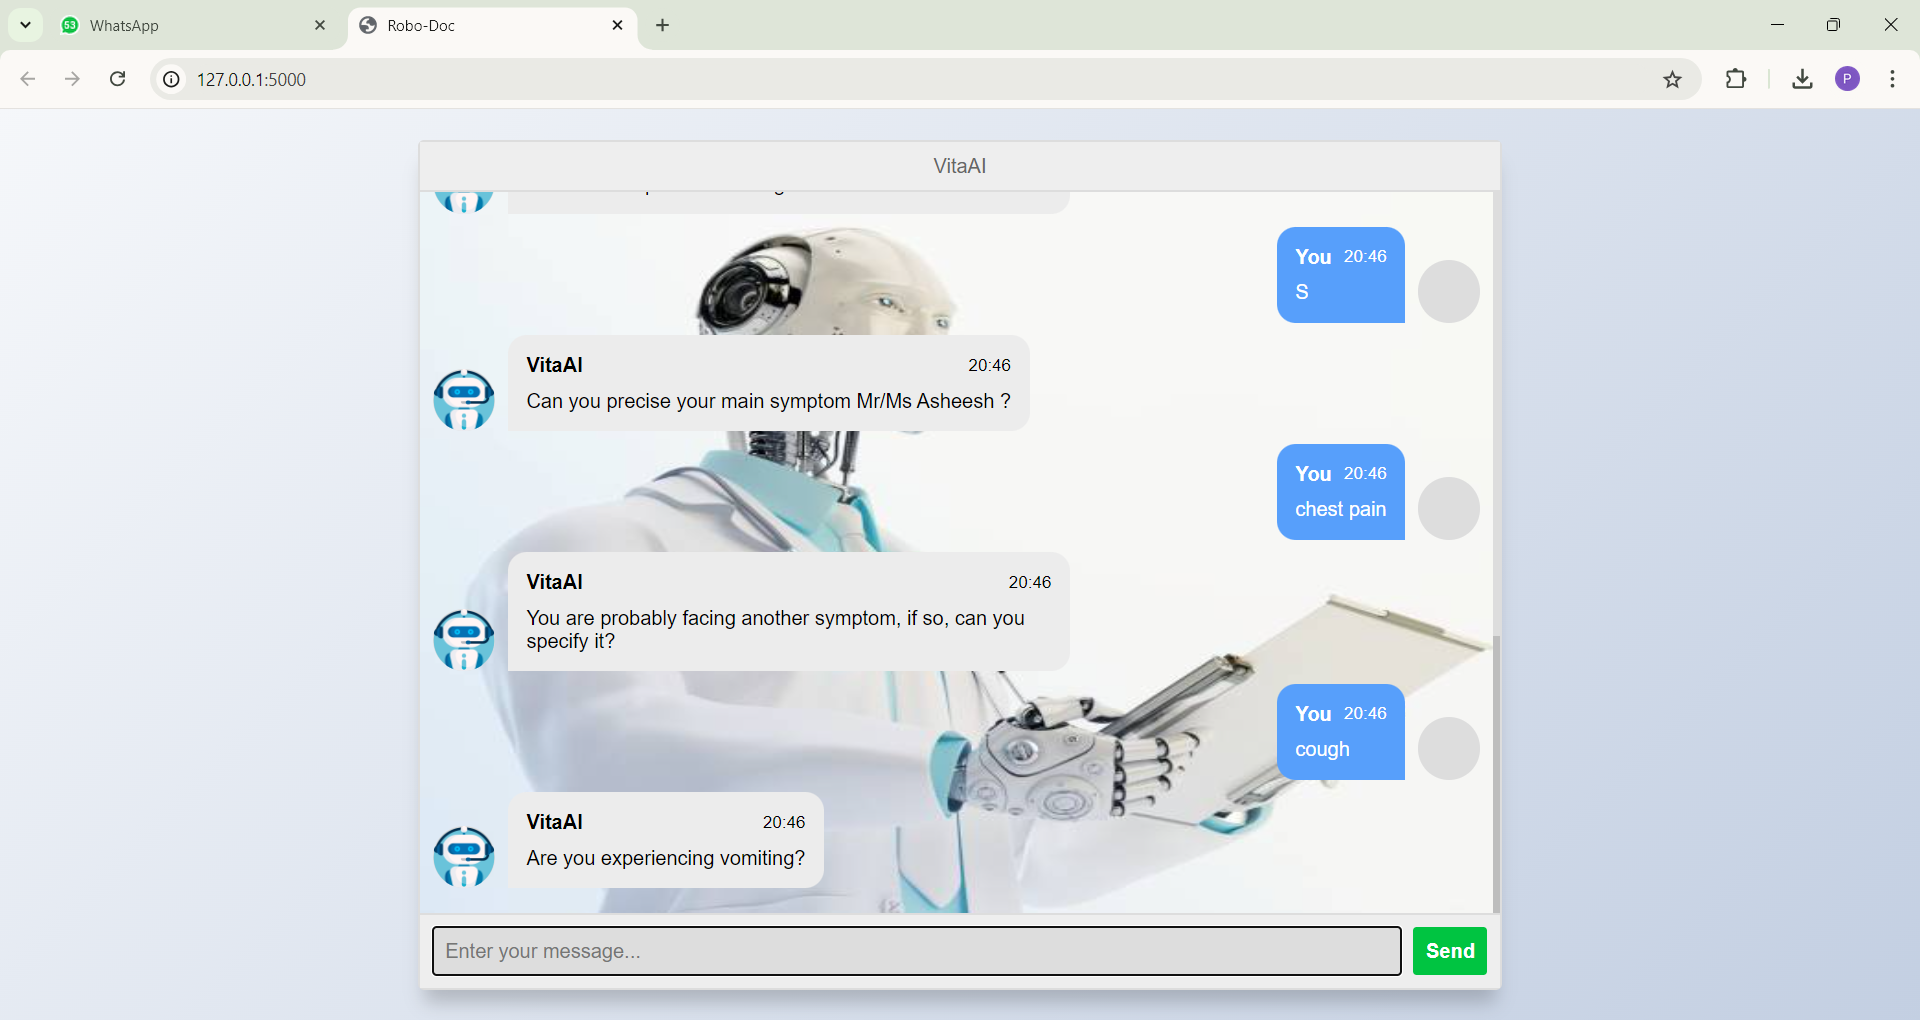 53 WhatsApp
Robo-Doc
127.0.0.1:5000
P
VitaAI
You 20:46
S
VitaAI 20:46
Can you precise your main symptom Mr/Ms Asheesh ?
You 20:46
chest pain
VitaAI 20:46
You are probably facing another symptom, if so, can you
specify it?
You 20:46
cough
VitaAI 20:46
Are you experiencing vomiting?
Enter your message...
Send